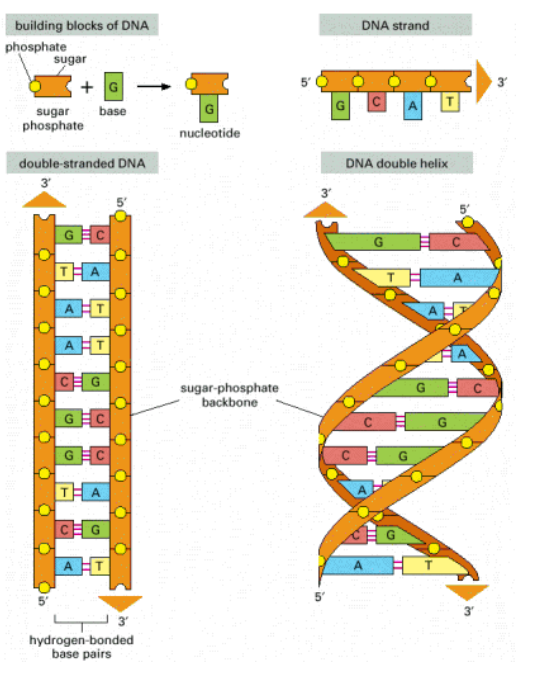 building blocks of DNA
phosphate
sugar
+
G
sugar
phosphate
base
G
nucleotide
DNA strand
5′
3′
G C A T
double-stranded DNA
3′
5′
G C
T A
A T
A T
C G
G C
G C
T A
C G
A T
5′
3′
hydrogen-bonded
base pairs
sugar-phosphate
backbone
DNA double helix
3′
5′
G C
T A
A T
A
G C
C G
C G
A
C G
A T
5′
3′